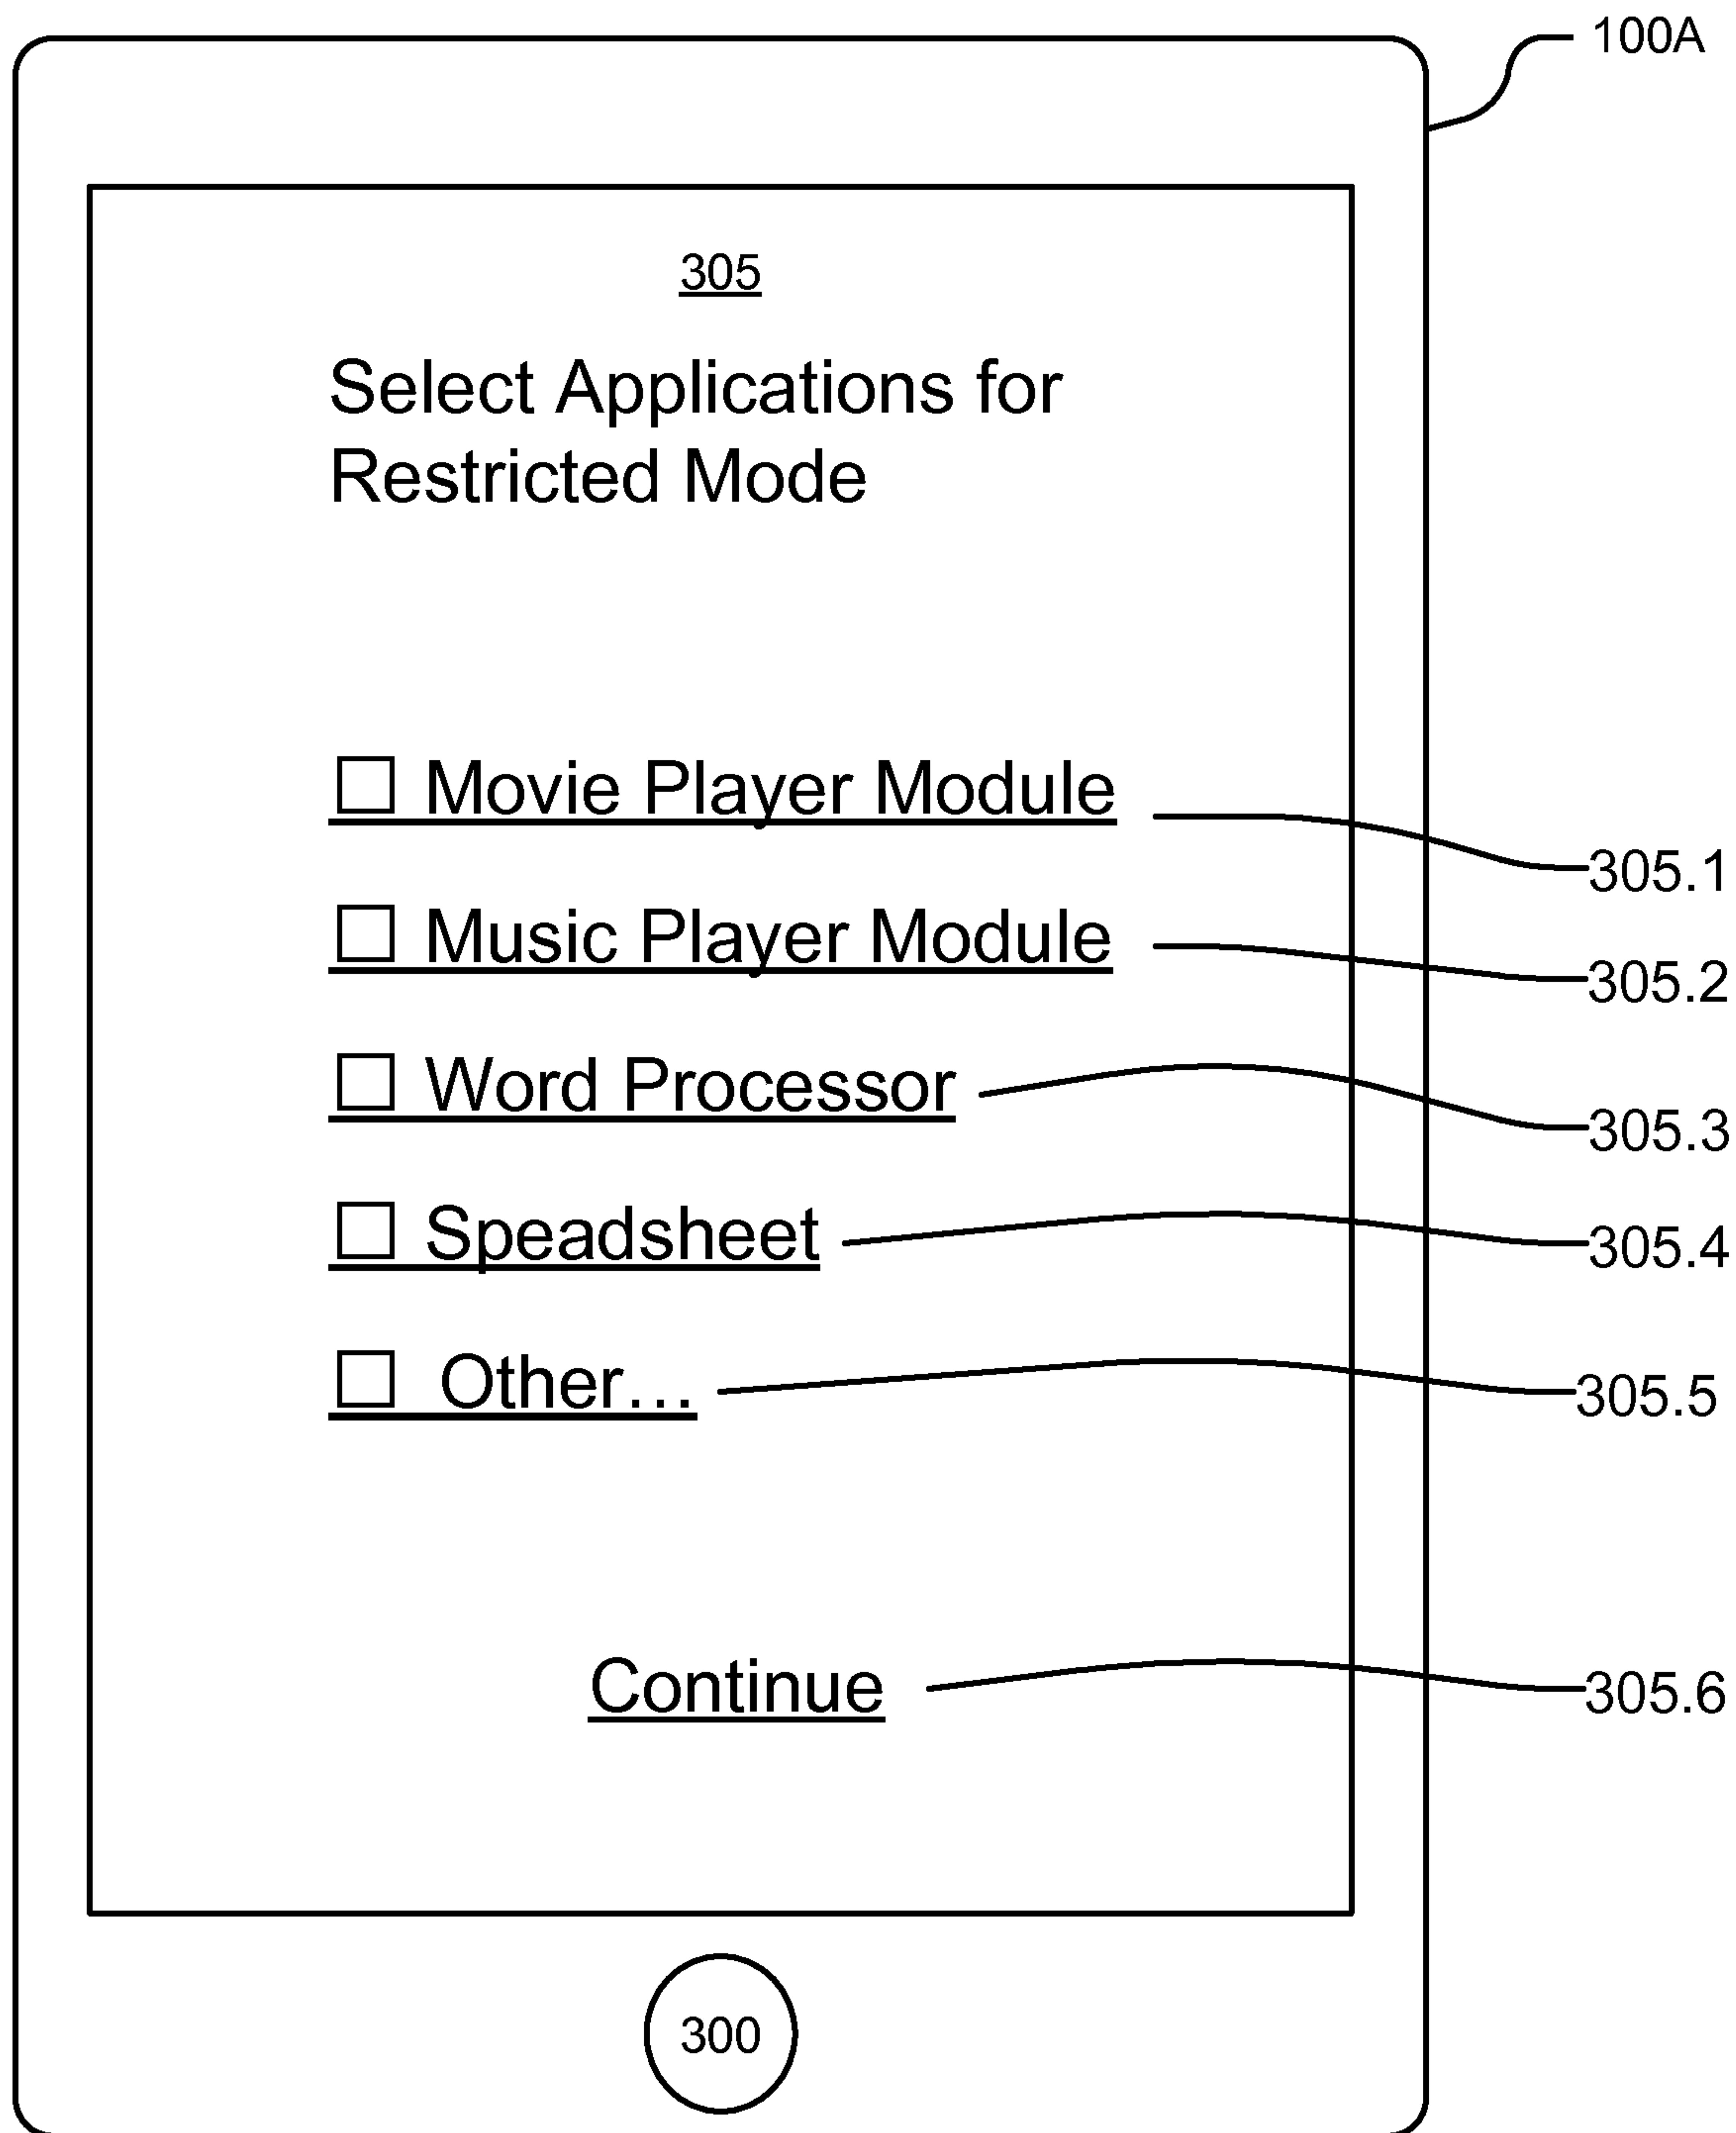 100A
305
Select Applications for
Restricted Mode
Movie Player Module
305.1
Music Player Module
305.2
Word Processor
305.3
Speadsheet
305.4
Other...
305.5
Continue
305.6
300